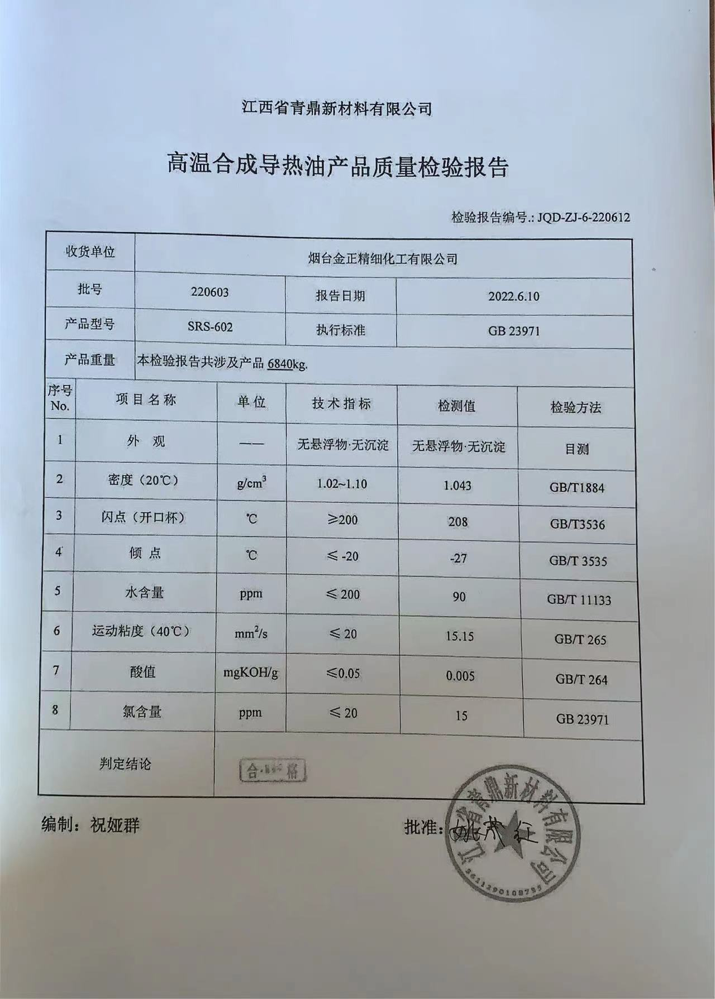 江西省青鼎新材料有限公司
高温合成导热油产品质量检验报告
检验报告编号.: JQD-ZJ-6-220612
收货单位 烟台金正精细化工有限公司
批号 220603 报告日期 2022.6.10
产品型号 SRS-602 执行标准 GB 23971
产品重量 本检验报告共涉及产品 6840kg.
序号 No. 项目名称 单位 技术指标 检测值 检验方法
1 外 观 —— 无悬浮物·无沉淀 无悬浮物·无沉淀 目测
2 密度（20℃） g/cm³ 1.02~1.10 1.043 GB/T1884
3 闪点（开口杯） ℃ ≥200 208 GB/T3536
4 倾 点 ℃ ≤ -20 -27 GB/T 3535
5 水含量 ppm ≤ 200 90 GB/T 11133
6 运动粘度（40℃） mm²/s ≤ 20 15.15 GB/T 265
7 酸值 mgKOH/g ≤0.05 0.005 GB/T 264
8 氯含量 ppm ≤ 20 15 GB 23971
判定结论 合 格
编制：祝娅群 批准：
江西省青鼎新材料有限公司